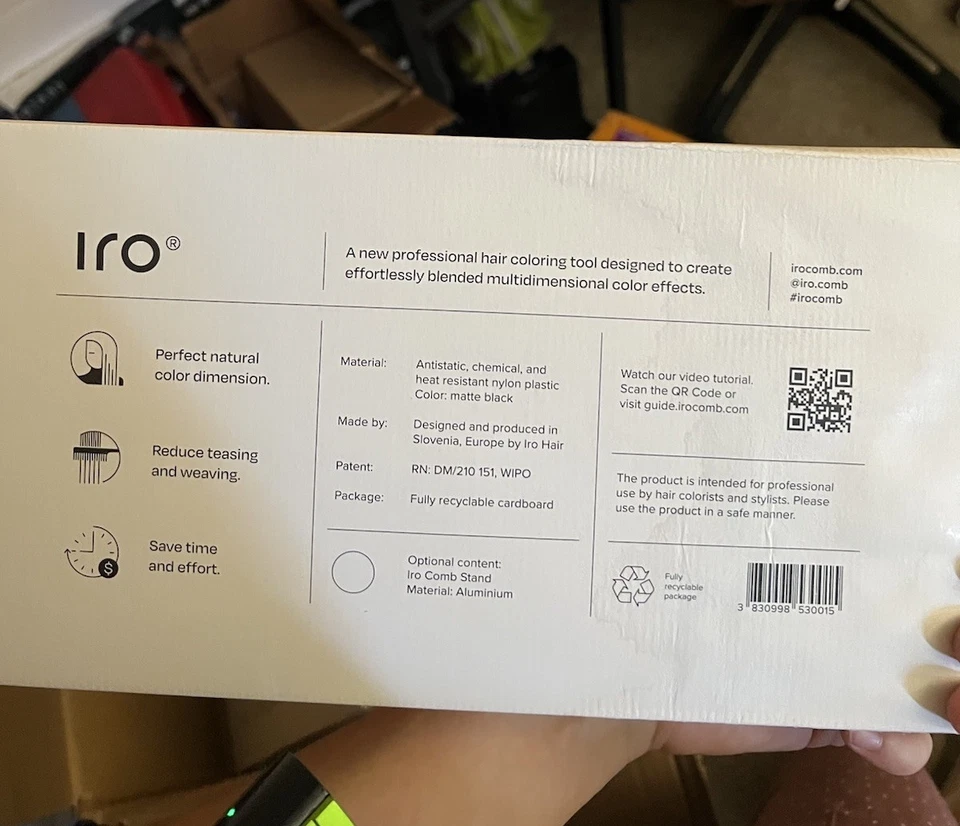 Iro®
A new professional hair coloring tool designed to create
effortlessly blended multidimensional color effects.
irocomb.com
@iro.comb
#irocomb
Perfect natural
color dimension.
Reduce teasing
and weaving.
$
Save time
and effort.
Material:
Antistatic, chemical, and
heat resistant nylon plastic
Color: matte black
Made by:
Designed and produced in
Slovenia, Europe by Iro Hair
Patent:
RN: DM/210 151, WIPO
Package:
Fully recyclable cardboard
Optional content:
Iro Comb Stand
Material: Aluminium
Watch our video tutorial.
Scan the QR Code or
visit guide.irocomb.com
The product is intended for professional
use by hair colorists and stylists. Please
use the product in a safe manner.
Fully
recyclable
package
3 830998 530015